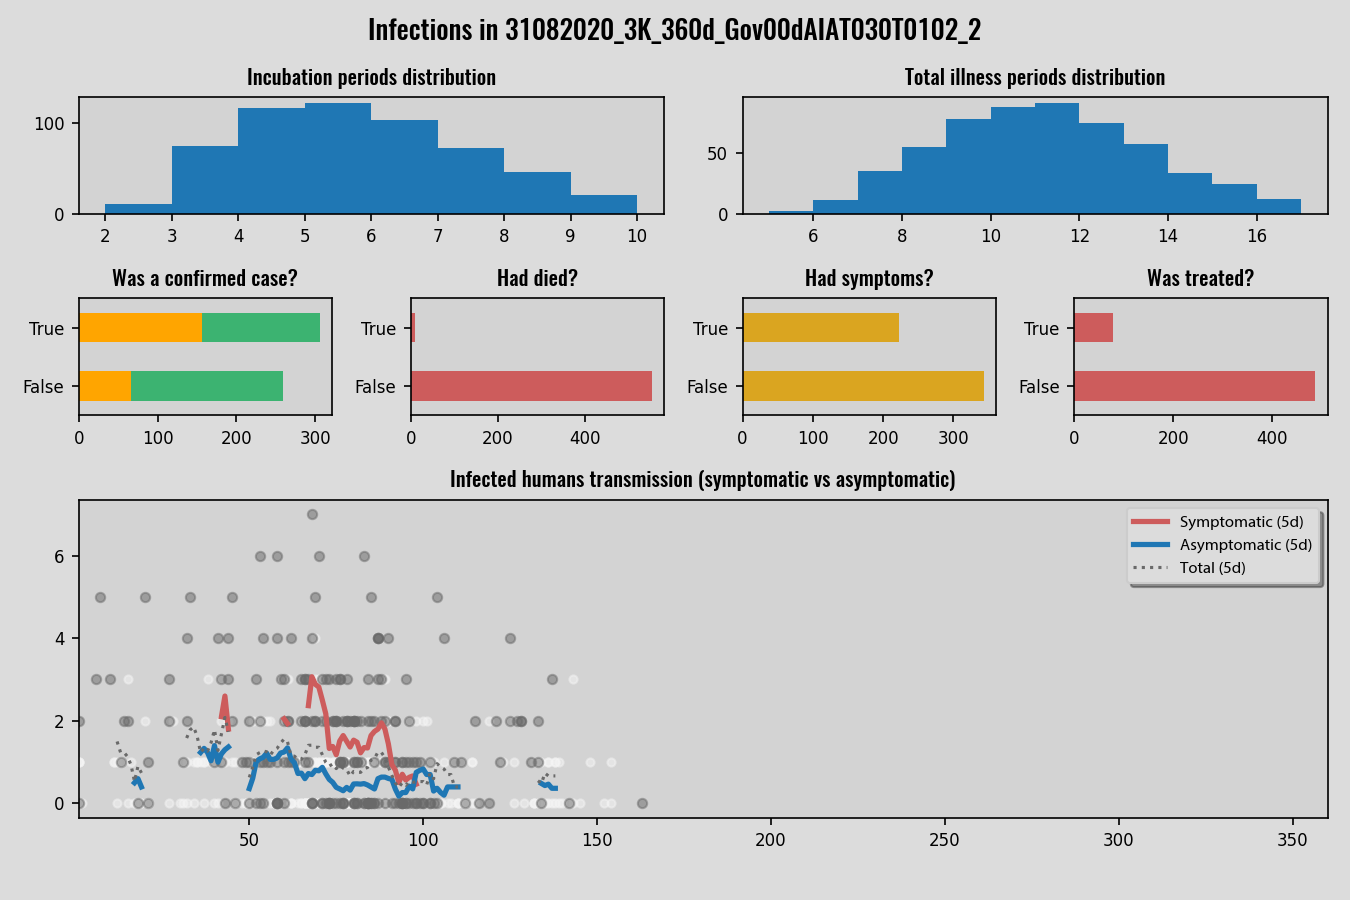 Infections in 31082020_3K_360d_Gov00dAIAT030T0102_2
Incubation periods distribution
Total illness periods distribution
100
0
2 3 4 5 6 7 8 9 10
50
0
6 8 10 12 14 16
Was a confirmed case?
Had died?
Had symptoms?
Was treated?
True
False
0 100 200 300
True
False
0 200 400
True
False
0 100 200 300
True
False
0 200 400
Infected humans transmission (symptomatic vs asymptomatic)
Symptomatic (5d)
Asymptomatic (5d)
Total (5d)
6
4
2
0
50 100 150 200 250 300 350